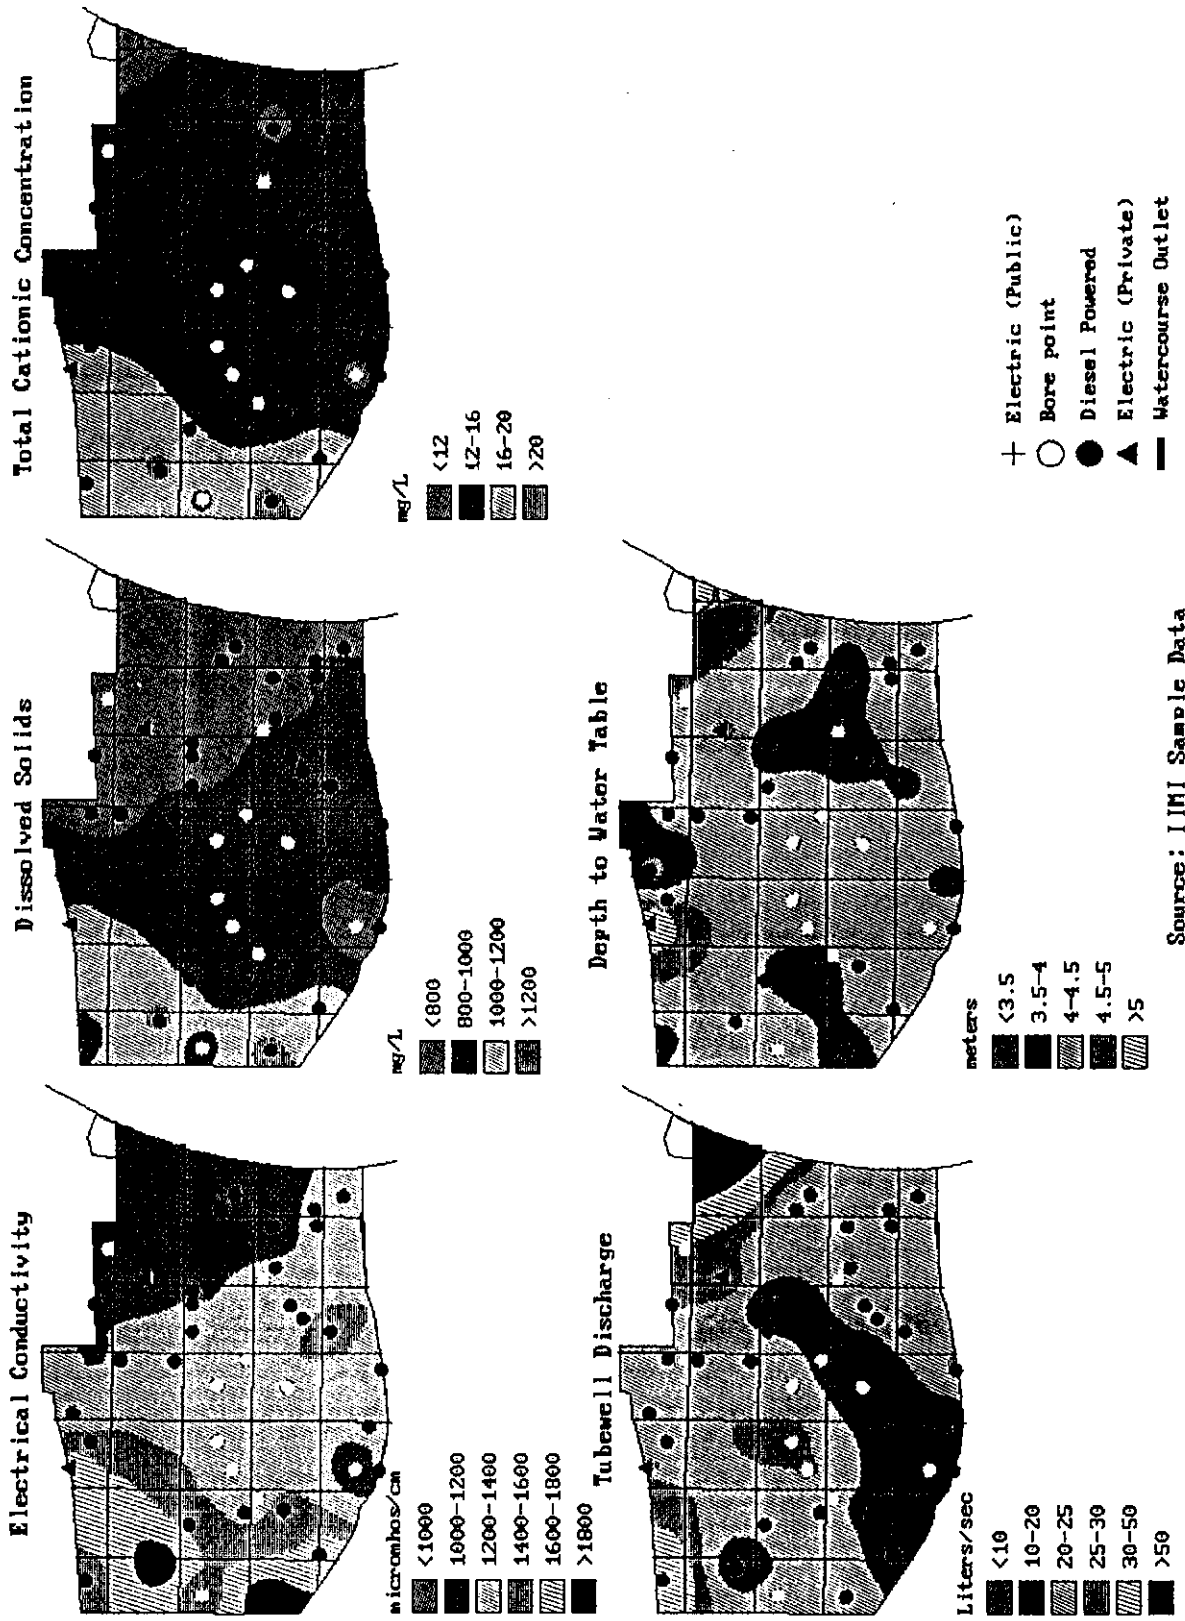 Electrical Conductivity
micromhos/cm
<1000
1000-1200
1200-1400
1400-1600
1600-1800
>1800
Dissolved Solids
mg/L
<800
800-1000
1000-1200
>1200
Total Cationic Concentration
mg/L
<12
12-16
16-20
>20
Tubewell Discharge
Liters/sec
<10
10-20
20-25
25-30
30-50
>50
Depth to Water Table
meters
<3.5
3.5-4
4-4.5
4.5-5
>5
Electric (Public)
Bore point
Diesel Powered
Electric (Private)
Watercourse Outlet
Source: IIMI Sample Data